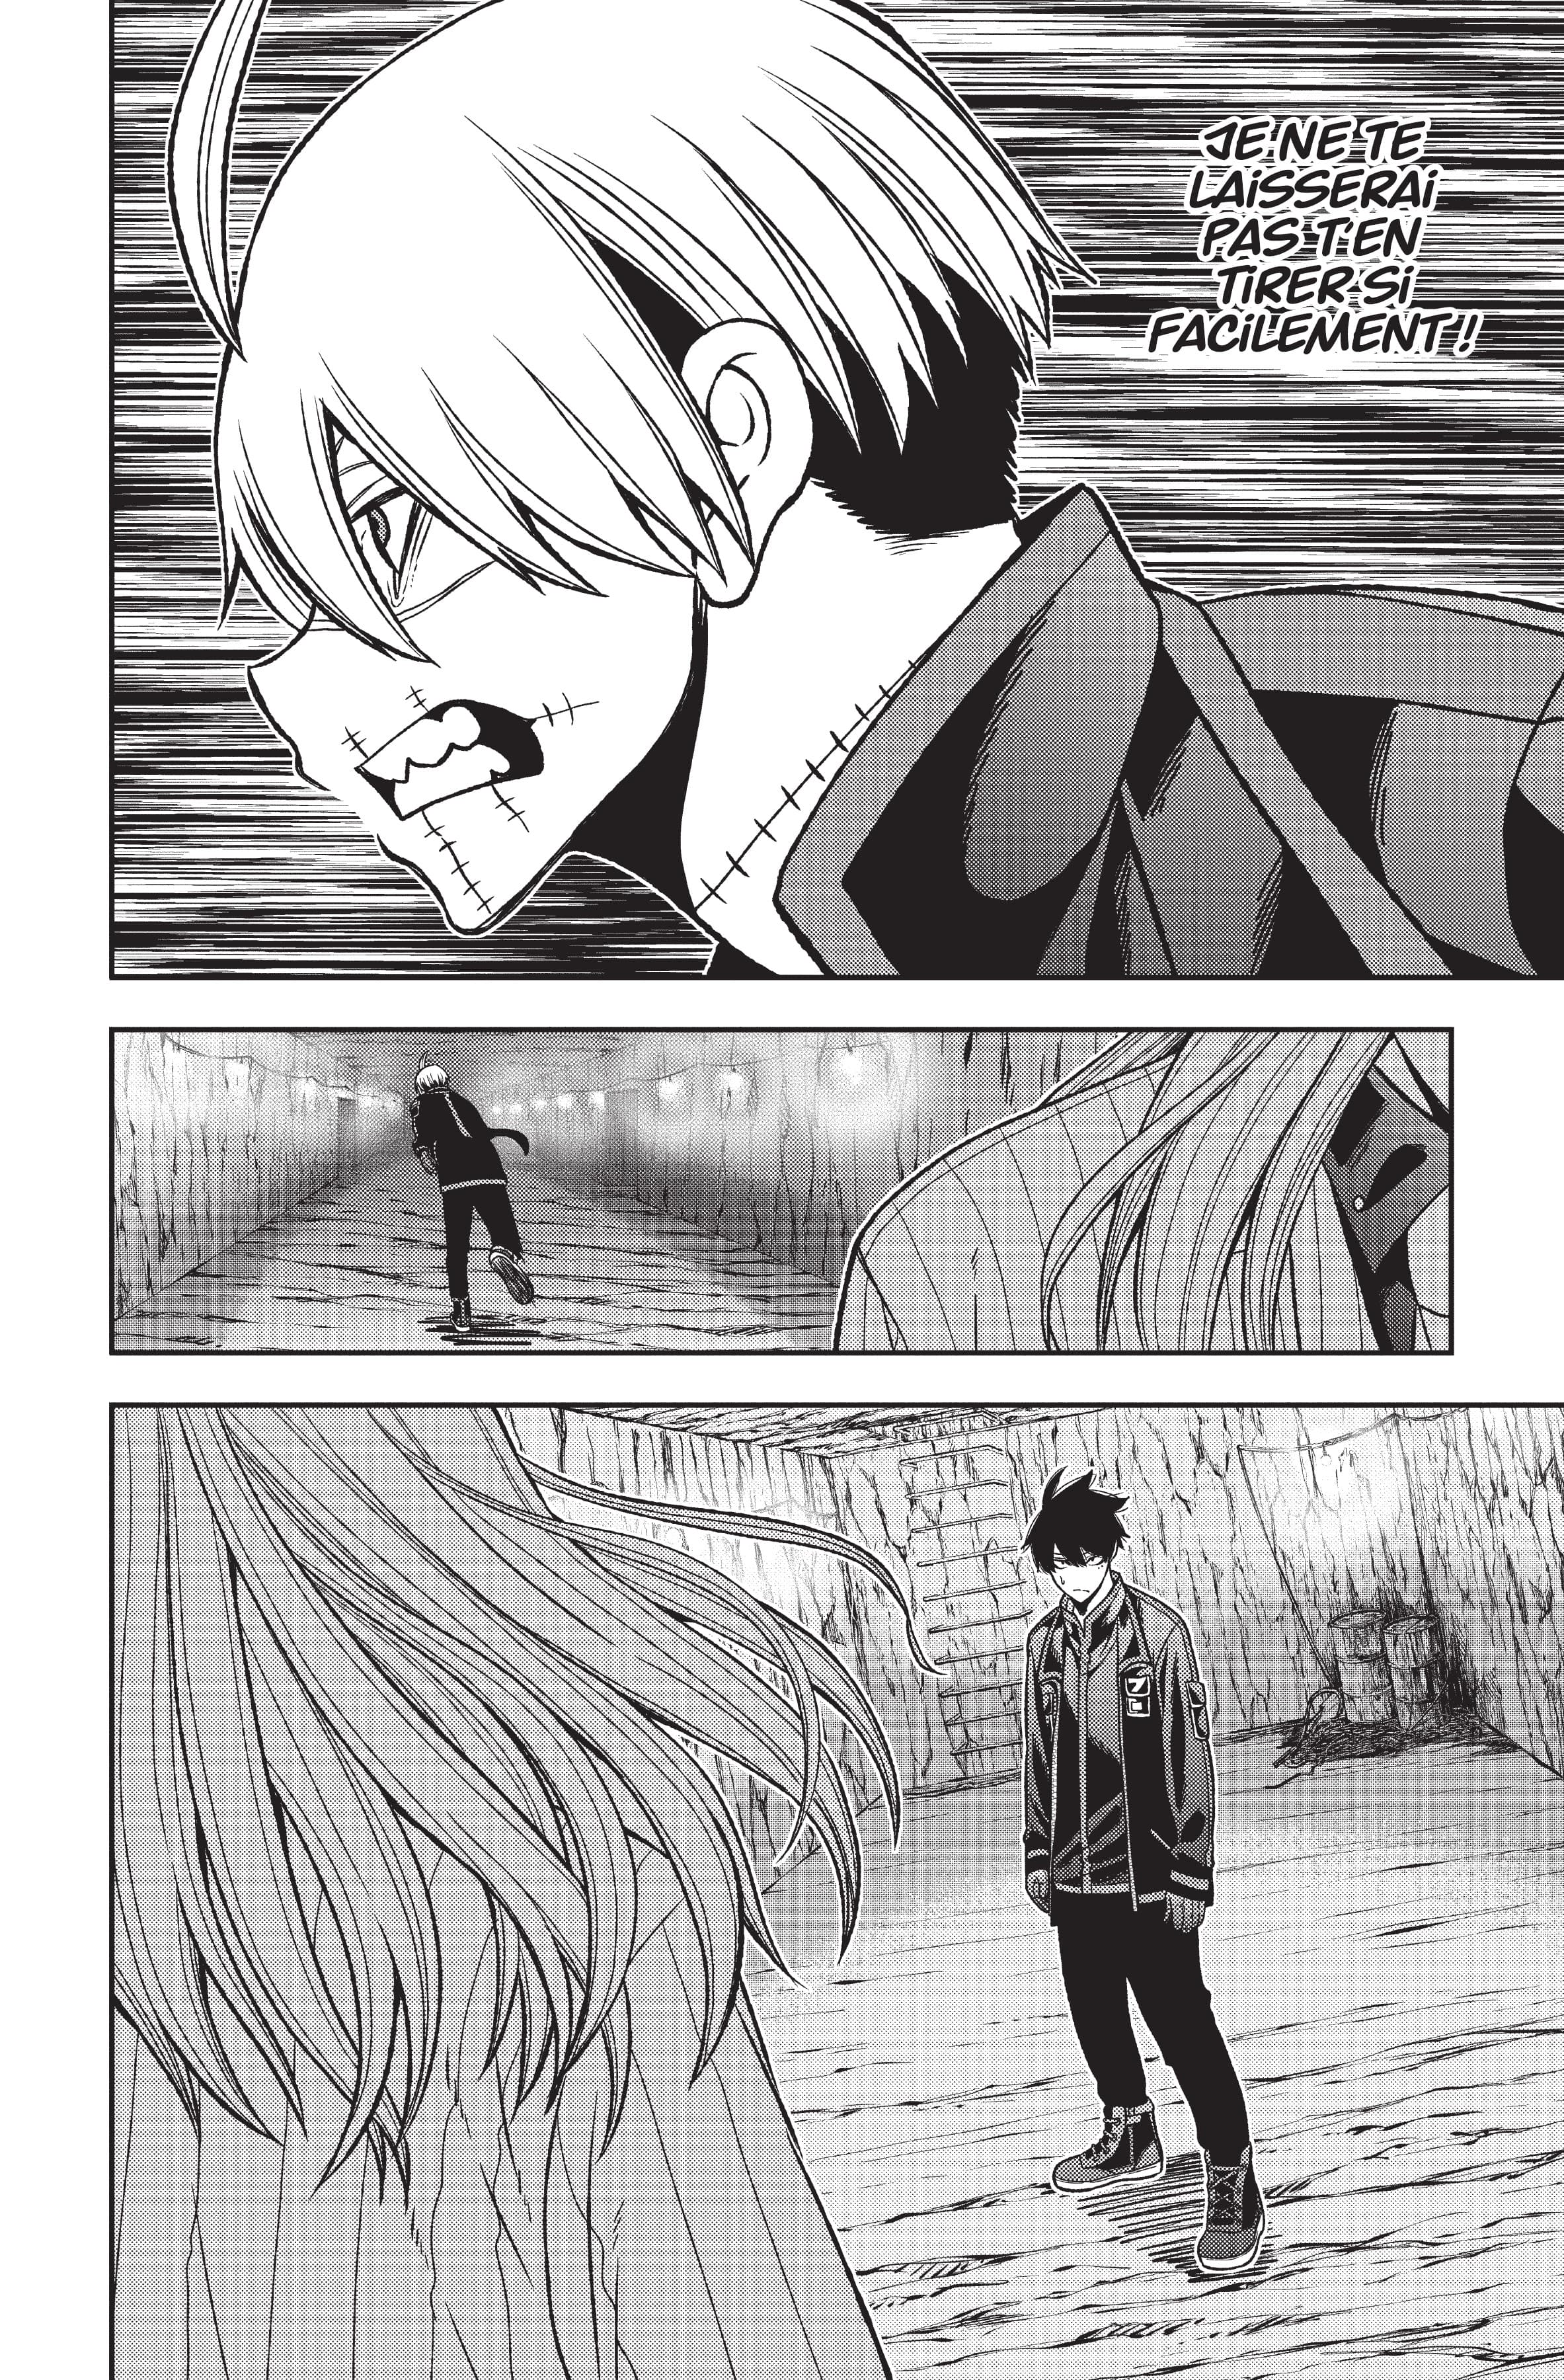 JE NE TE
LAISSERAI
PAS T'EN
TIRER SI
FACILEMENT !